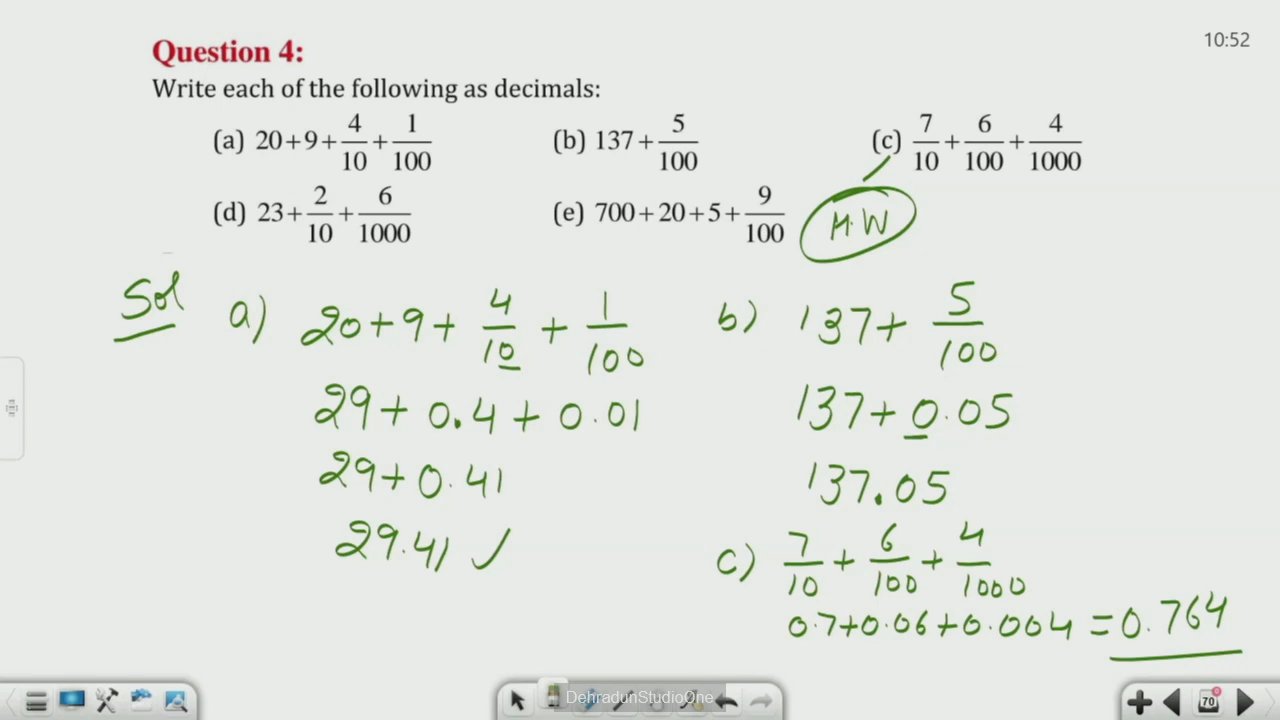 10:52
Question 4:
Write each of the following as decimals:
(a) 20+9+4/10+1/100 (b) 137+5/100 (c) 7/10+6/100+4/1000
(d) 23+2/10+6/1000 (e) 700+20+5+9/100 H.W
Sol a) 20+9+4/10+1/100 b) 137+5/100
29+0.4+0.01 137+0.05
29+0.41 137.05
29.41 ✓ c) 7/10+6/100+4/1000
0.7+0.06+0.004=0.764
DehradunStudioOne
70